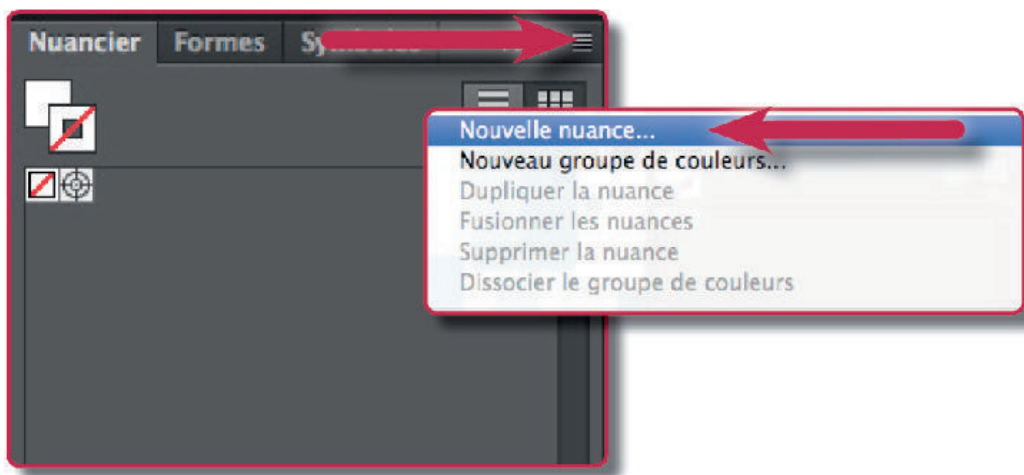 Nuancier Formes
Nouvelle nuance...
Nouveau groupe de couleurs...
Dupliquer la nuance
Fusionner les nuances
Supprimer la nuance
Dissocier le groupe de couleurs